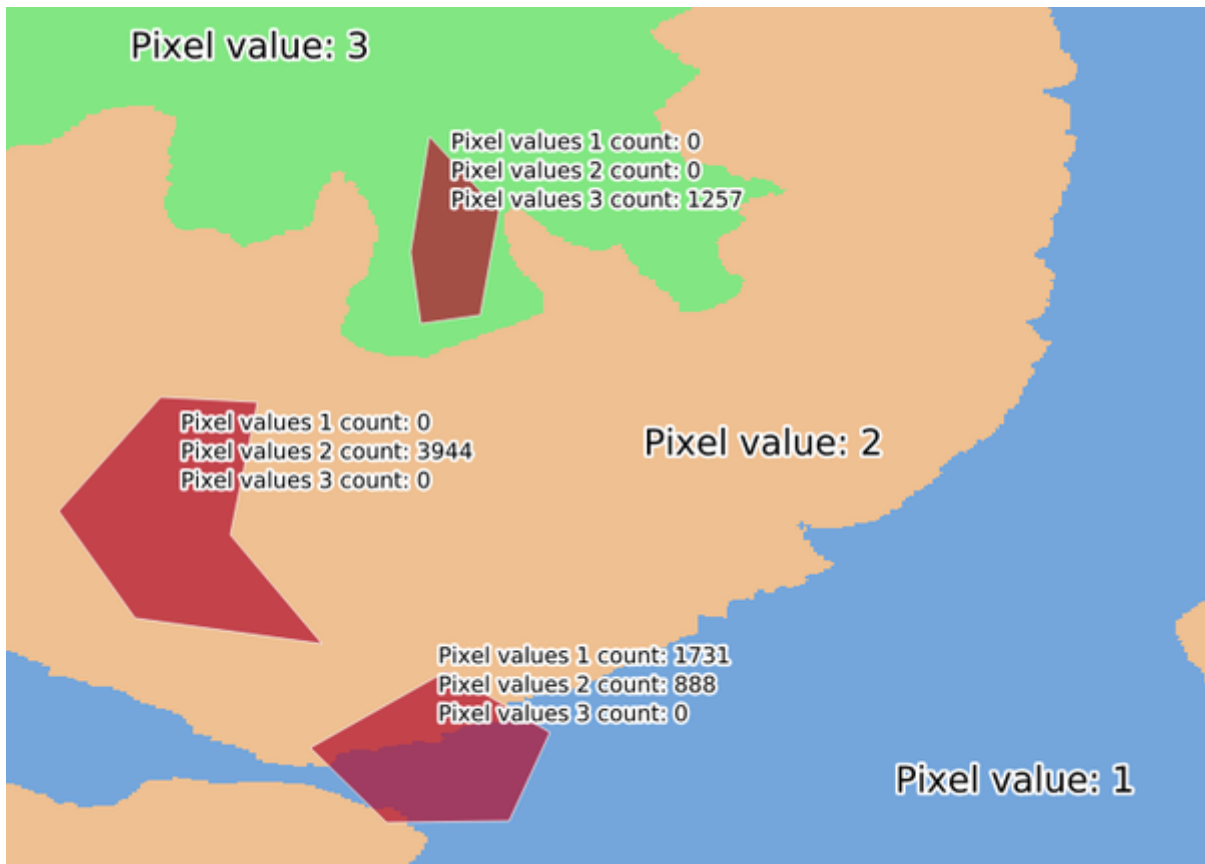 Pixel value: 3
Pixel values 1 count: 0
Pixel values 2 count: 0
Pixel values 3 count: 1257
Pixel values 1 count: 0
Pixel values 2 count: 3944
Pixel values 3 count: 0
Pixel value: 2
Pixel values 1 count: 1731
Pixel values 2 count: 888
Pixel values 3 count: 0
Pixel value: 1